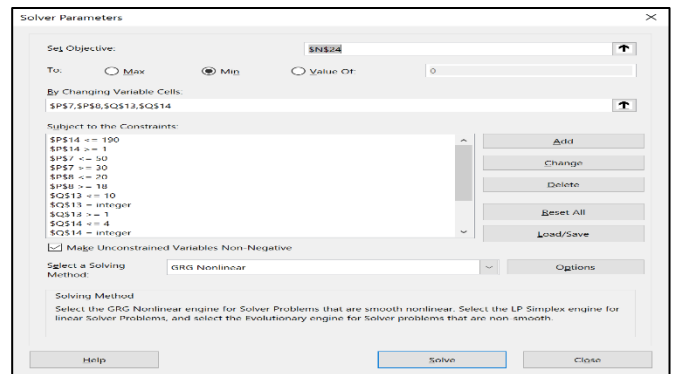 Solver Parameters
Set Objective: $N$24
To: Max Min Value Of: 0
By Changing Variable Cells:
$P$7,$P$8,$Q$13,$Q$14
Subject to the Constraints:
$P$14 <= 190
$P$14 >= 1
$P$7 <= 50
$P$7 >= 30
$P$8 <= 20
$P$8 >= 18
$Q$13 <= 10
$Q$13 = integer
$Q$13 >= 1
$Q$14 <= 4
$Q$14 = integer
Add
Change
Delete
Reset All
Load/Save
Make Unconstrained Variables Non-Negative
Select a Solving
Method:
GRG Nonlinear
Options
Solving Method
Select the GRG Nonlinear engine for Solver Problems that are smooth nonlinear. Select the LP Simplex engine for
linear Solver Problems, and select the Evolutionary engine for Solver problems that are non-smooth.
Help
Solve
Close